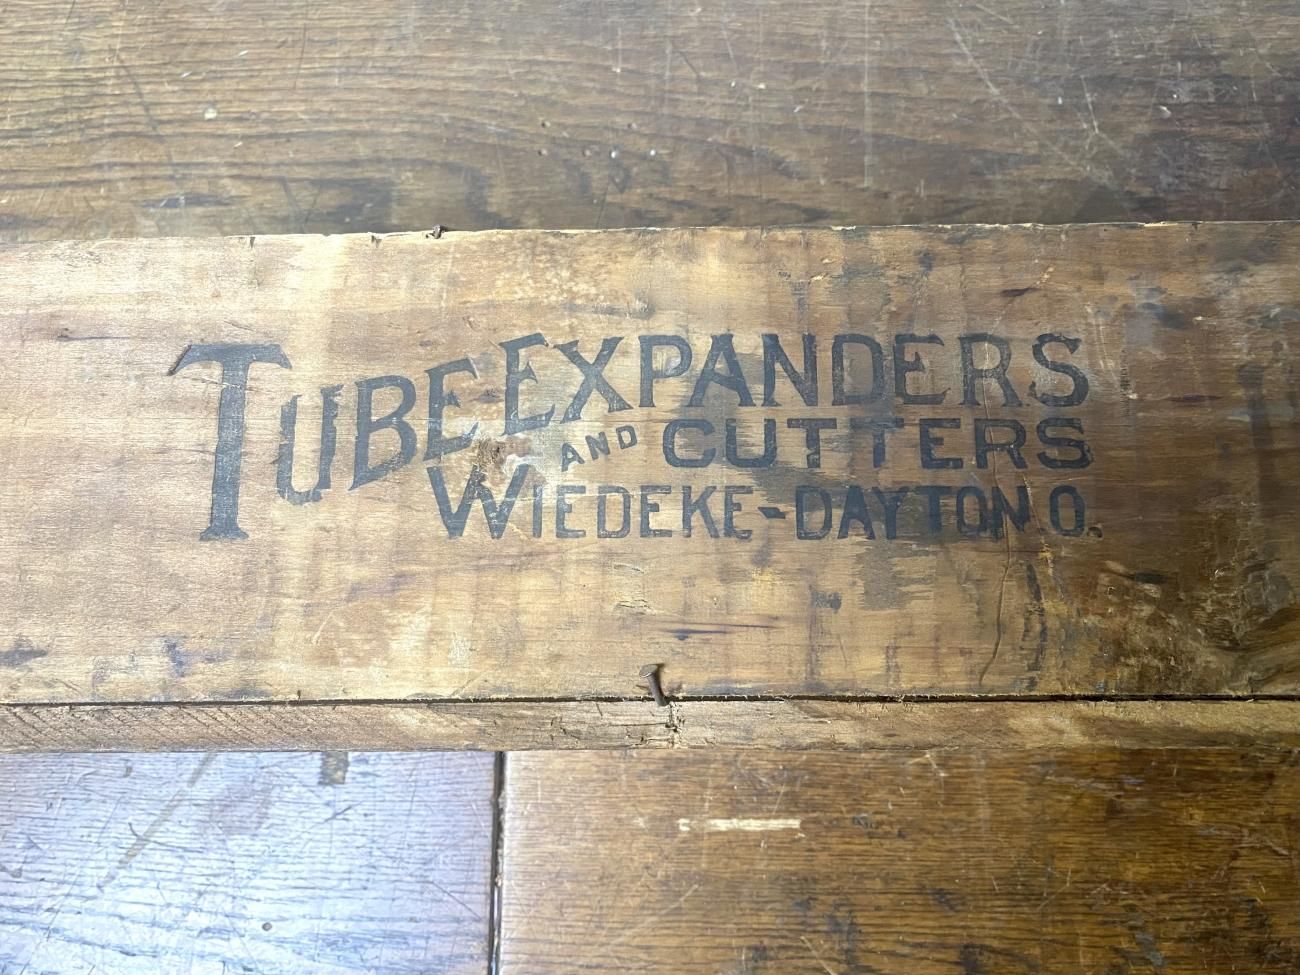 TUBE EXPANDERS
AND CUTTERS
WIEDEKE-DAYTON O.